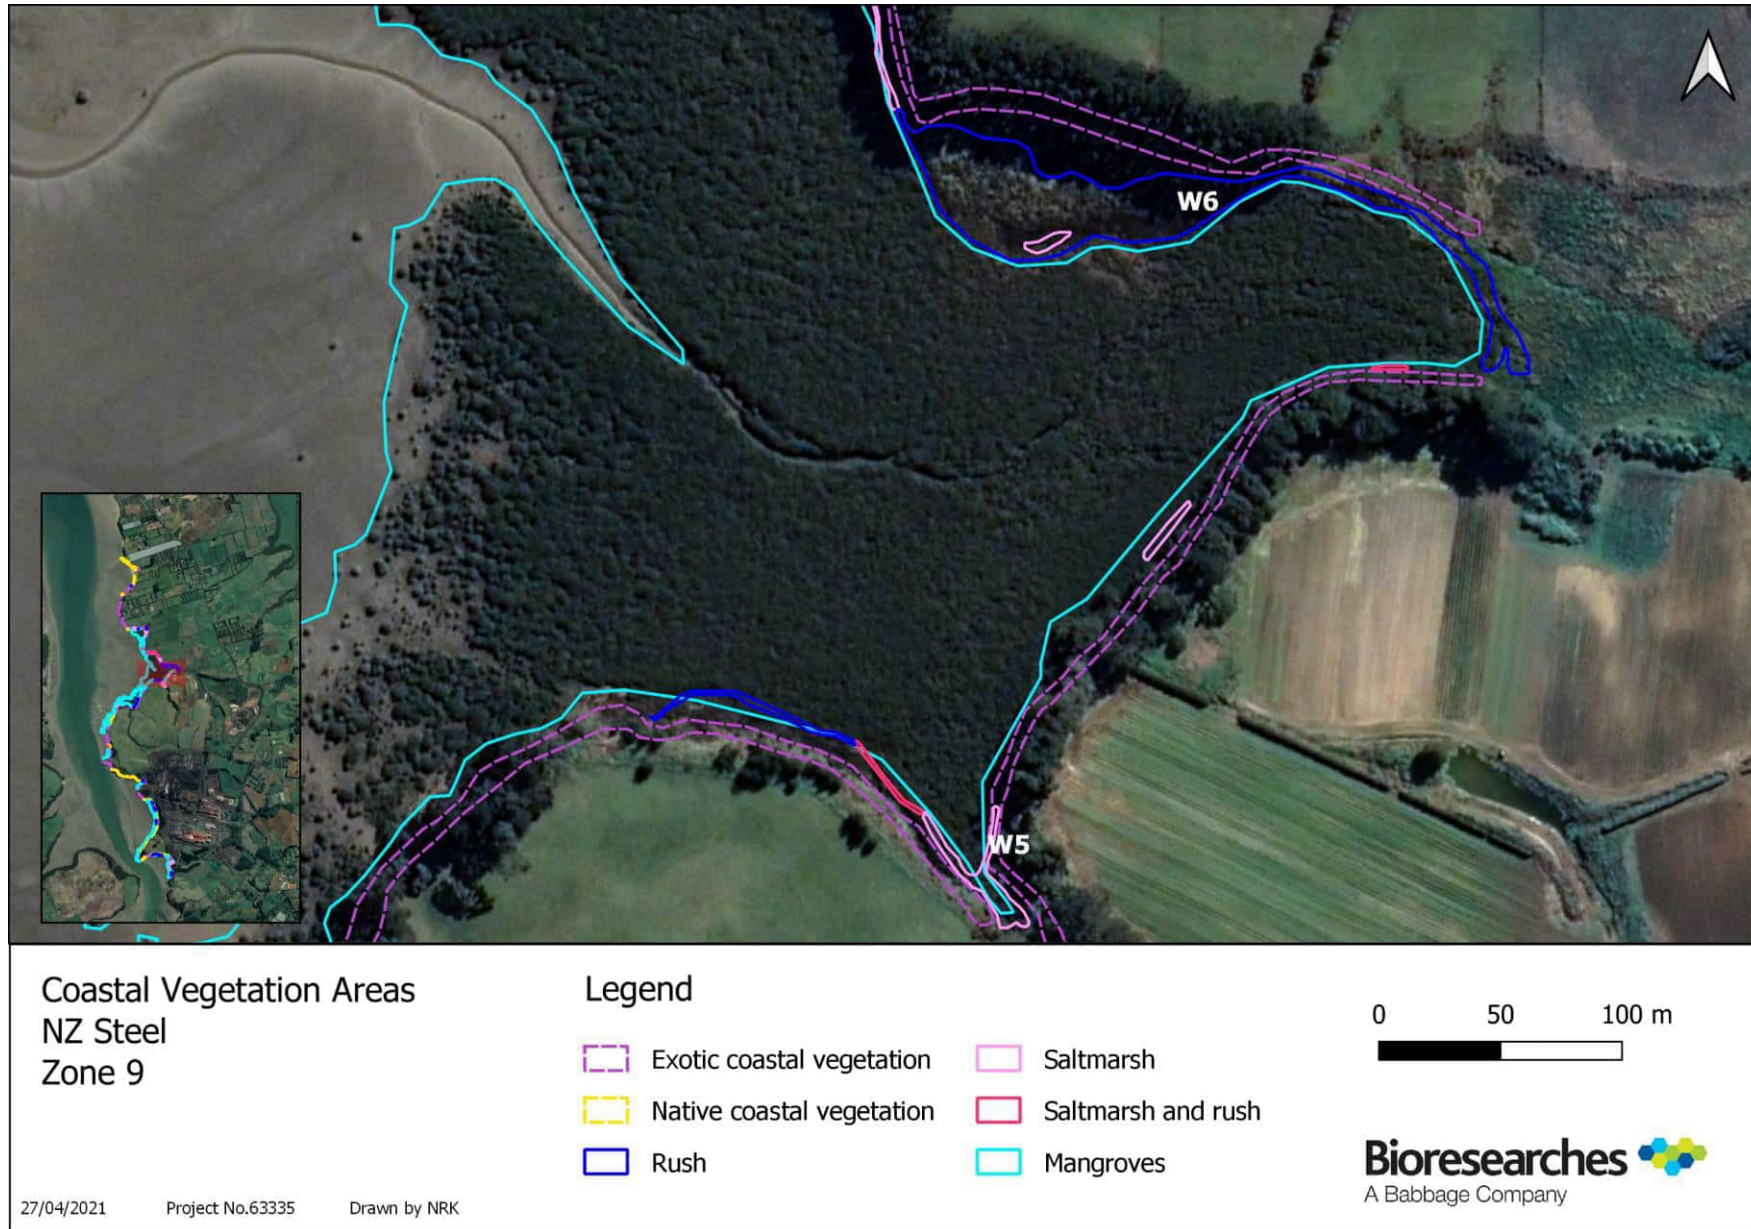 W6
W5
Coastal Vegetation Areas
NZ Steel
Zone 9
Legend
Exotic coastal vegetation
Native coastal vegetation
Rush
Saltmarsh
Saltmarsh and rush
Mangroves
0 50 100 m
Bioresearches
A Babbage Company
27/04/2021 Project No.63335 Drawn by NRK